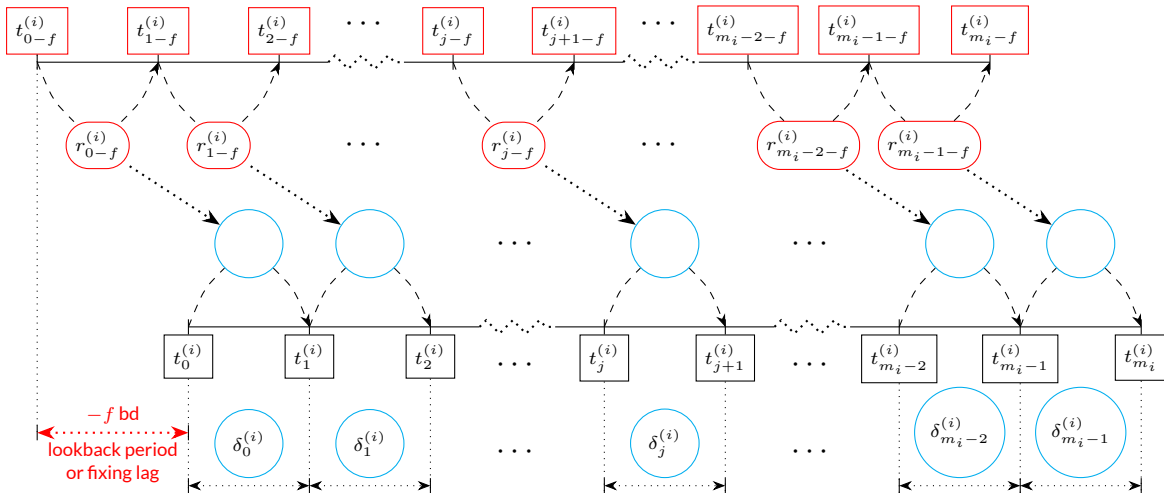 t_{0-f}^{(i)} t_{1-f}^{(i)} t_{2-f}^{(i)} ... t_{j-f}^{(i)} t_{j+1-f}^{(i)} ... t_{m_i-2-f}^{(i)} t_{m_i-1-f}^{(i)} t_{m_i-f}^{(i)}
r_{0-f}^{(i)} r_{1-f}^{(i)} ... r_{j-f}^{(i)} ... r_{m_i-2-f}^{(i)} r_{m_i-1-f}^{(i)}
... ...
t_0^{(i)} t_1^{(i)} t_2^{(i)} ... t_j^{(i)} t_{j+1}^{(i)} ... t_{m_i-2}^{(i)} t_{m_i-1}^{(i)} t_{m_i}^{(i)}
−f bd
lookback period
or fixing lag
δ_0^{(i)} δ_1^{(i)} ... δ_j^{(i)} ... δ_{m_i-2}^{(i)} δ_{m_i-1}^{(i)}